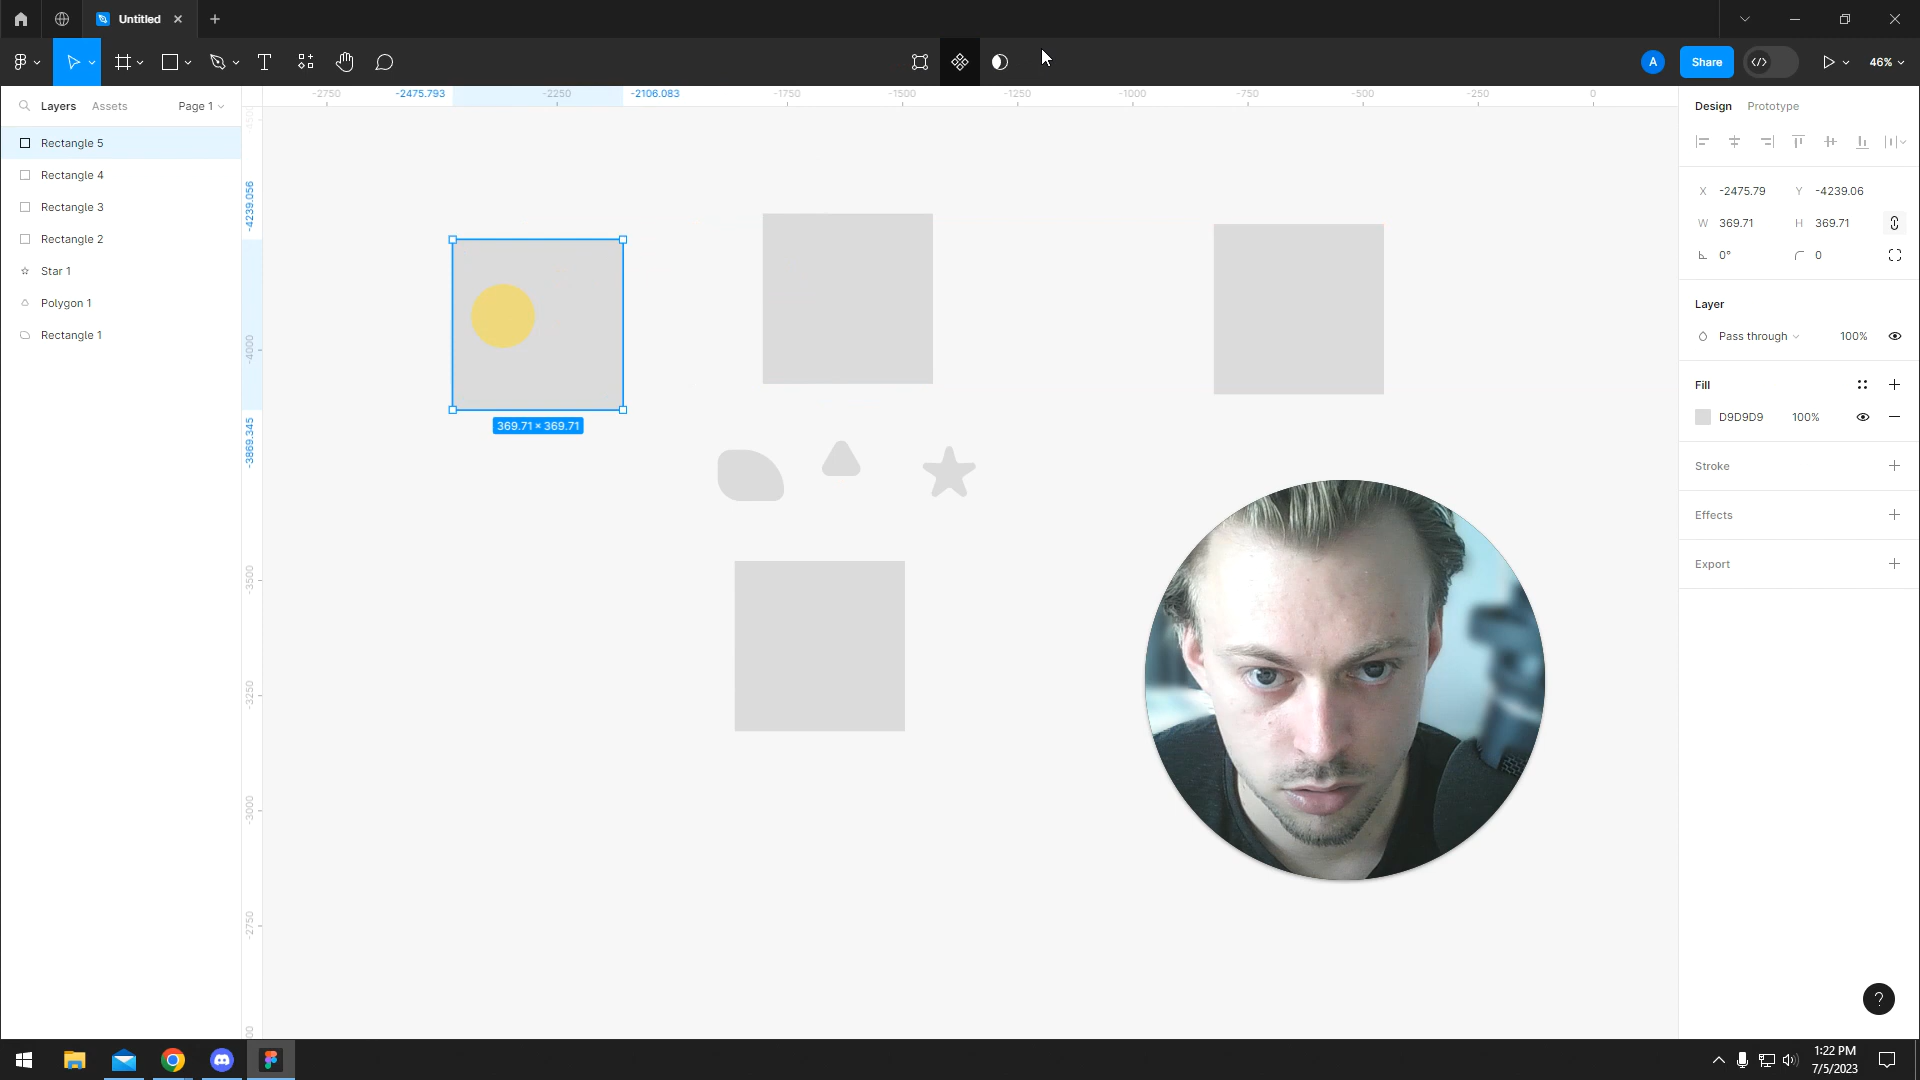 Untitled
Share
46%
A
Layers
Assets
Page 1
-2750
-2475.793
-2250
-2106.083
-1750
-1500
-1250
-1000
-750
-500
-250
0
Design
Prototype
Rectangle 5
Rectangle 4
Rectangle 3
Rectangle 2
Star 1
Polygon 1
Rectangle 1
-4239.056
-4000
-3869.345
-3500
-3250
-3000
-2750
369.71 × 369.71
X -2475.79 Y -4239.06
W 369.71 H 369.71
0° 0
Layer
Pass through 100%
Fill
D9D9D9 100%
Stroke
Effects
Export
?
1:22 PM
7/5/2023